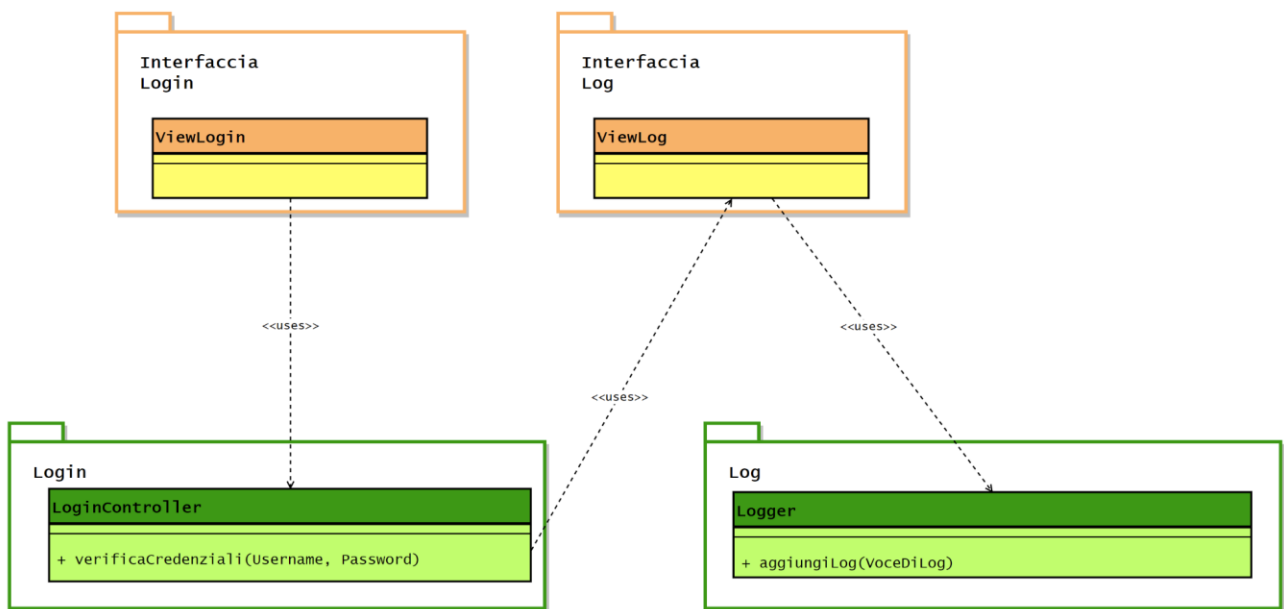 Interfaccia
Login
ViewLogin
Interfaccia
Log
ViewLog
<<uses>>
<<uses>>
<<uses>>
Login
LoginController
+ verificaCredenziali(Username, Password)
Log
Logger
+ aggiungiLog(VoceDiLog)